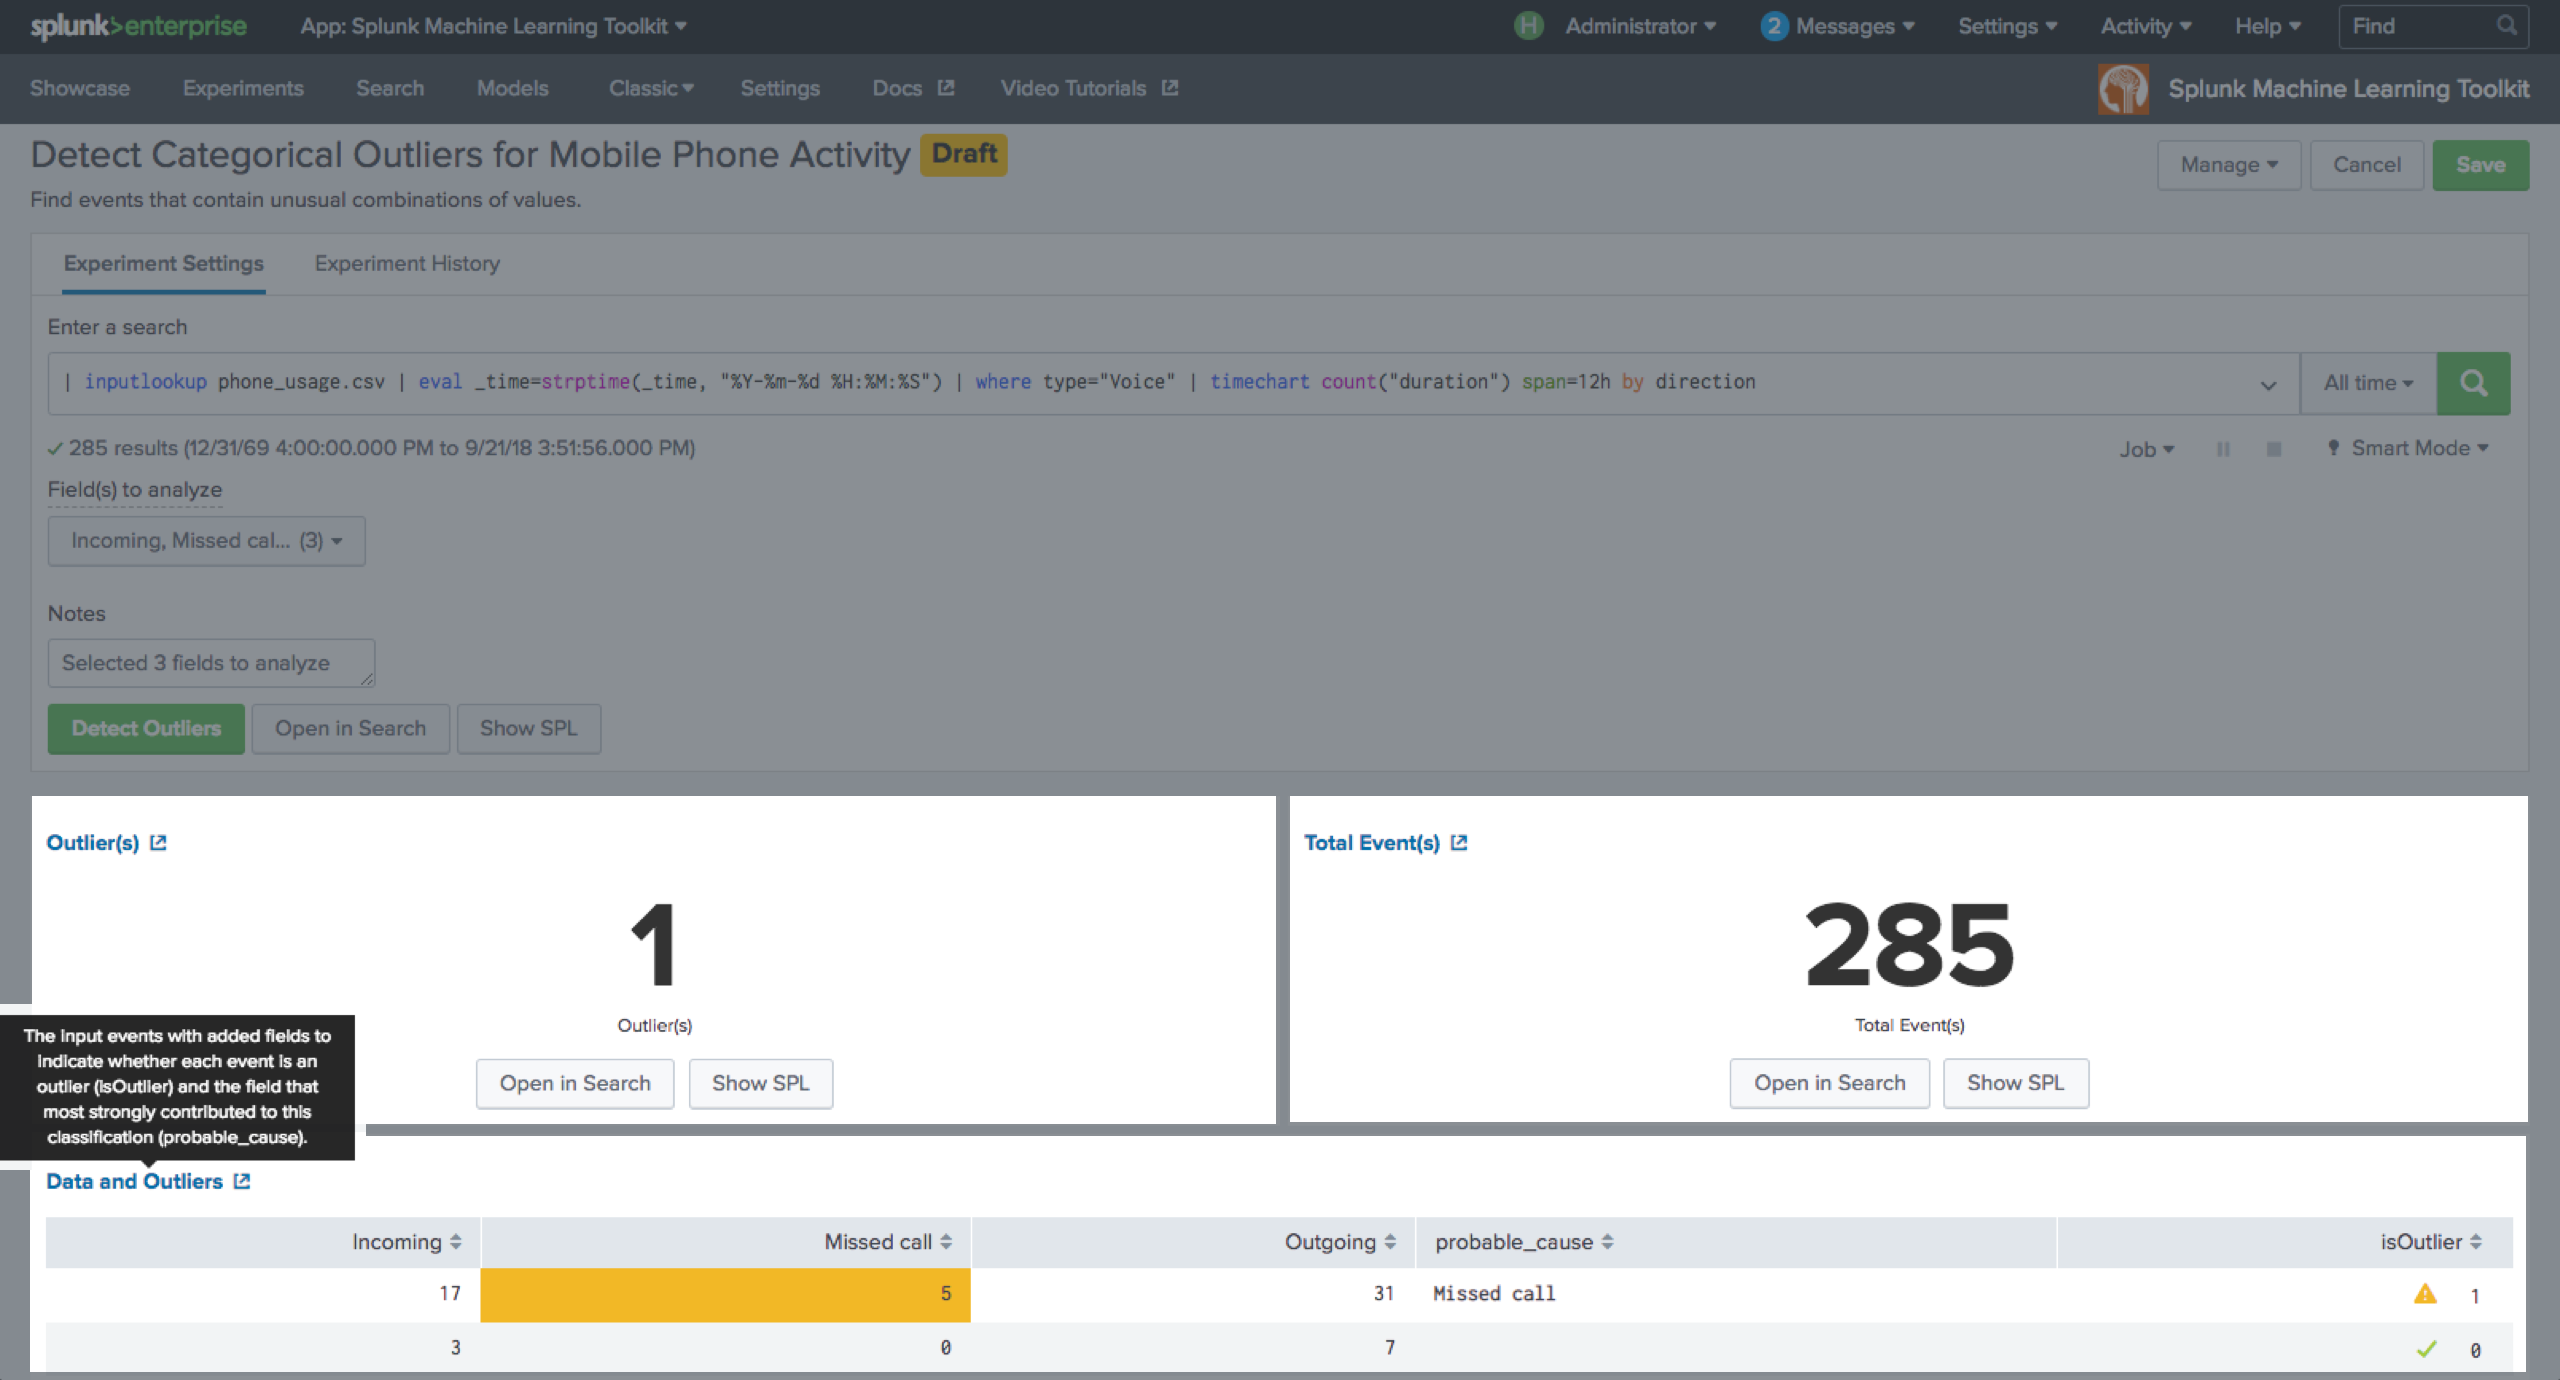 splunk>enterprise App: Splunk Machine Learning Toolkit H Administrator 2 Messages Settings Activity Help Find
Showcase Experiments Search Models Classic Settings Docs Video Tutorials Splunk Machine Learning Toolkit
Detect Categorical Outliers for Mobile Phone Activity Draft Manage Cancel Save
Find events that contain unusual combinations of values.
Experiment Settings Experiment History
Enter a search
| inputlookup phone_usage.csv | eval _time=strptime(_time, "%Y-%m-%d %H:%M:%S") | where type="Voice" | timechart count("duration") span=12h by direction All time
285 results (12/31/69 4:00:00.000 PM to 9/21/18 3:51:56.000 PM) Job Smart Mode
Field(s) to analyze
Incoming, Missed cal... (3)
Notes
Selected 3 fields to analyze
Detect Outliers Open in Search Show SPL
Outlier(s) Total Event(s)
1 285
Outlier(s) Total Event(s)
Open in Search Show SPL Open in Search Show SPL
The input events with added fields to
indicate whether each event is an
outlier (isOutlier) and the field that
most strongly contributed to this
classification (probable_cause).
Data and Outliers
Incoming Missed call Outgoing probable_cause isOutlier
17 5 31 Missed call 1
3 0 7 0